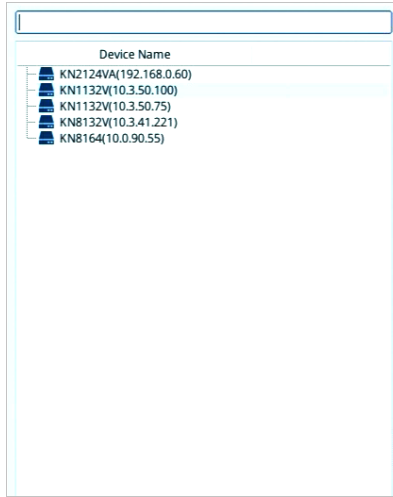 Device Name
KN2124VA(192.168.0.60)
KN1132V(10.3.50.100)
KN1132V(10.3.50.75)
KN8132V(10.3.41.221)
KN8164(10.0.90.55)